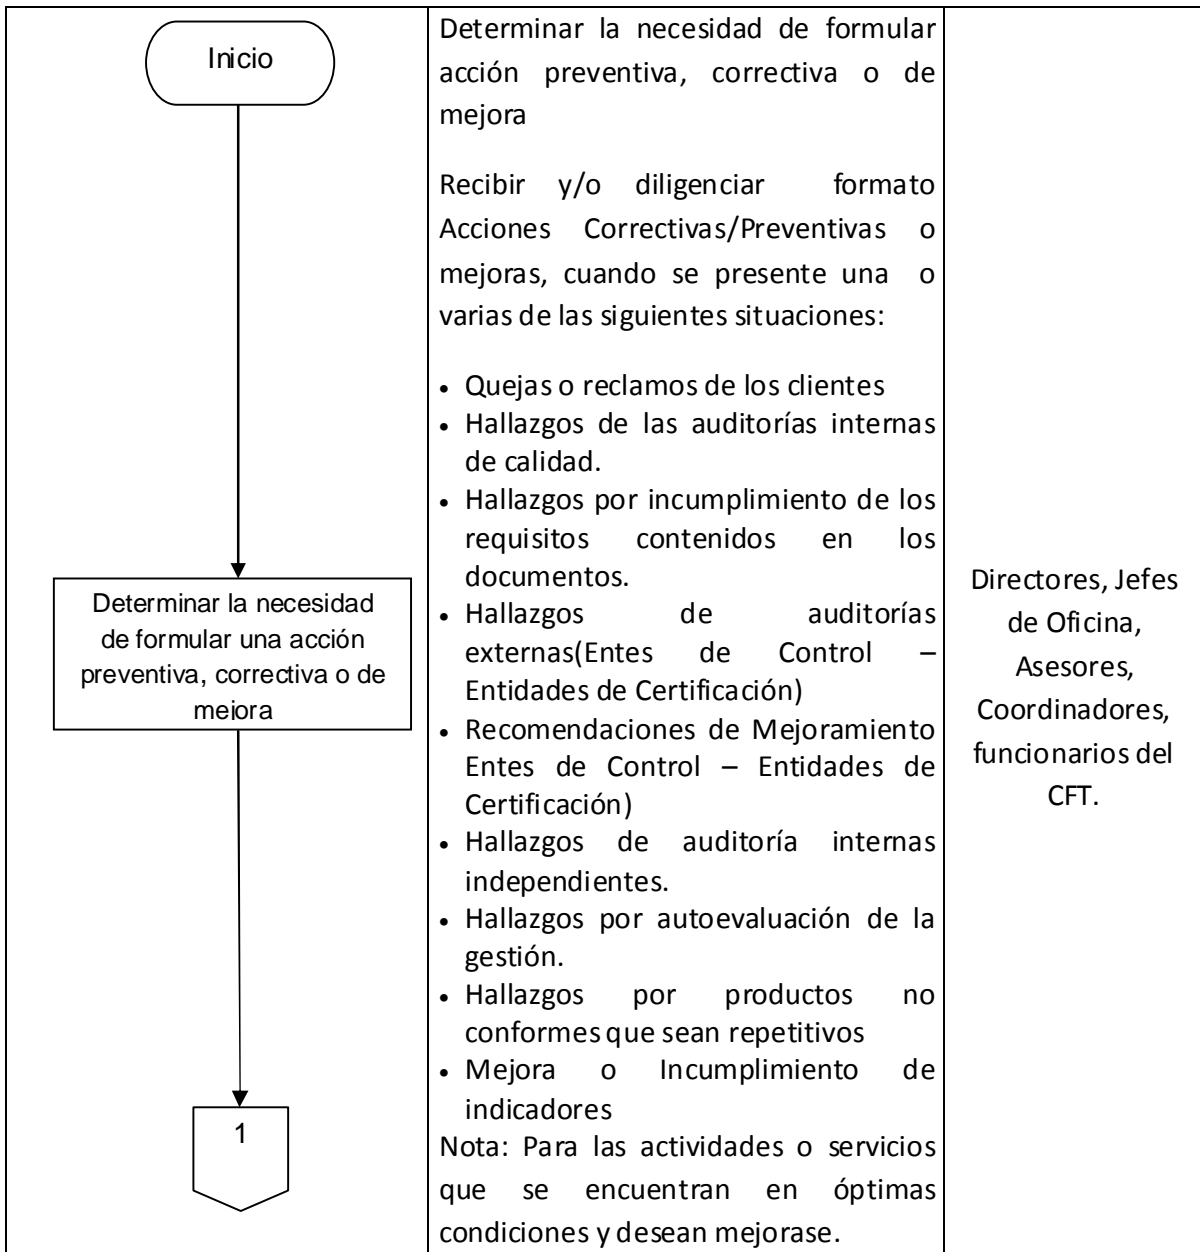 Inicio
Determinar la necesidad
de formular una acción
preventiva, correctiva o de
mejora
1
Determinar la necesidad de formular
acción preventiva, correctiva o de
mejora
Recibir y/o diligenciar formato
Acciones Correctivas/Preventivas o
mejoras, cuando se presente una o
varias de las siguientes situaciones:
• Quejas o reclamos de los clientes
• Hallazgos de las auditorías internas
de calidad.
• Hallazgos por incumplimiento de los
requisitos contenidos en los
documentos.
• Hallazgos de auditorías
externas(Entes de Control –
Entidades de Certificación)
• Recomendaciones de Mejoramiento
Entes de Control – Entidades de
Certificación)
• Hallazgos de auditoría internas
independientes.
• Hallazgos por autoevaluación de la
gestión.
• Hallazgos por productos no
conformes que sean repetitivos
• Mejora o Incumplimiento de
indicadores
Nota: Para las actividades o servicios
que se encuentran en óptimas
condiciones y desean mejorase.
Directores, Jefes
de Oficina,
Asesores,
Coordinadores,
funcionarios del
CFT.